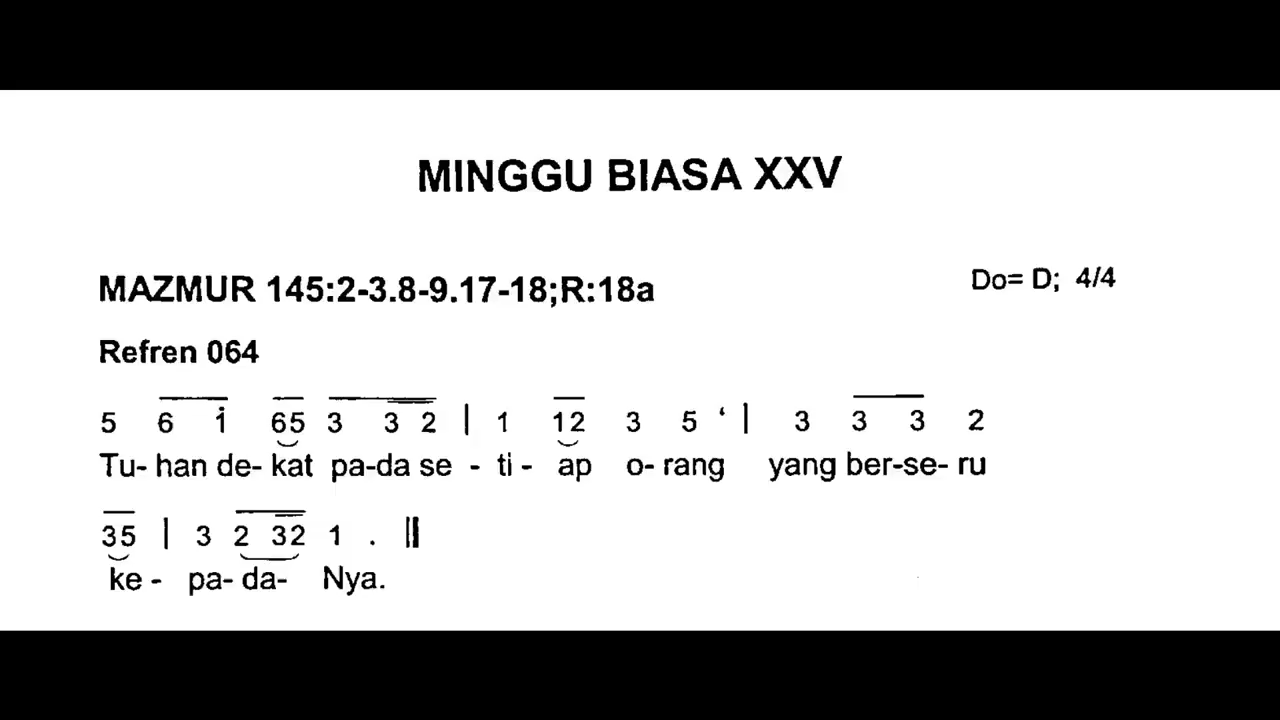 MINGGU BIASA XXV
MAZMUR 145:2-3.8-9.17-18;R:18a Do= D; 4/4
Refren 064
5 6 i 65 3 3 2 | 1 12 3 5 ‘ | 3 3 3 2
Tu- han de- kat pa-da se - ti - ap o- rang yang ber-se- ru
35 | 3 2 32 1 . ||
ke - pa- da- Nya.